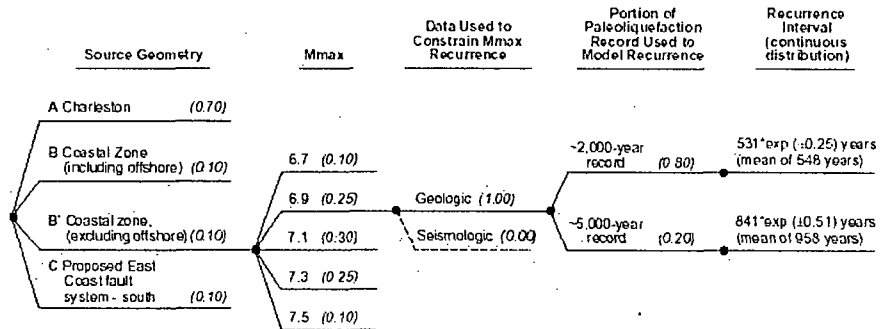 Source Geometry
Mmax
Data Used to
Constrain Mmax
Recurrence
Portion of
Paleoliquefaction
Record Used to
Model Recurrence
Recurrence
Interval
(continuous
distribution)
A Charleston (0.70)
B Coastal Zone
(including offshore) (0.10)
B' Coastal zone,
(excluding offshore) (0.10)
C Proposed East
Coast fault
system - south (0.10)
6.7 (0.10)
6.9 (0.25)
7.1 (0.30)
7.3 (0.25)
7.5 (0.10)
Geologic (1.00)
Seismologic (0.00)
~2,000-year
record (0.80)
~5,000-year
record (0.20)
531*exp (±0.25) years
(mean of 548 years)
841*exp (±0.51) years
(mean of 958 years)